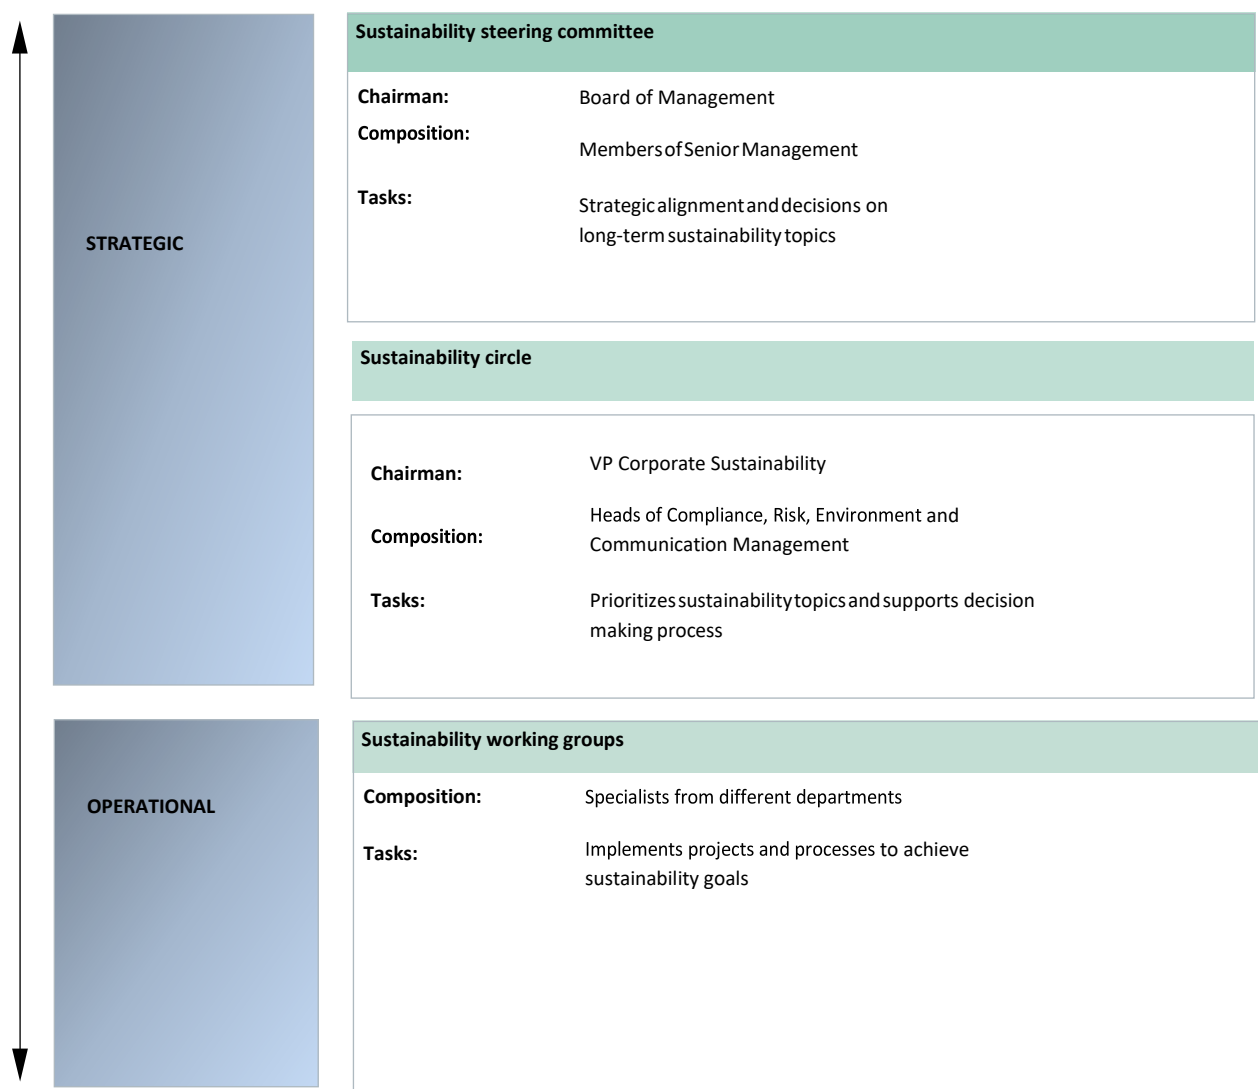 Sustainability steering committee
Chairman: Board of Management
Composition:
Members of Senior Management
Tasks: Strategic alignment and decisions on
long-term sustainability topics
STRATEGIC
Sustainability circle
Chairman: VP Corporate Sustainability
Composition: Heads of Compliance, Risk, Environment and
Communication Management
Tasks: Prioritizes sustainability topics and supports decision
making process
Sustainability working groups
OPERATIONAL
Composition: Specialists from different departments
Tasks: Implements projects and processes to achieve
sustainability goals